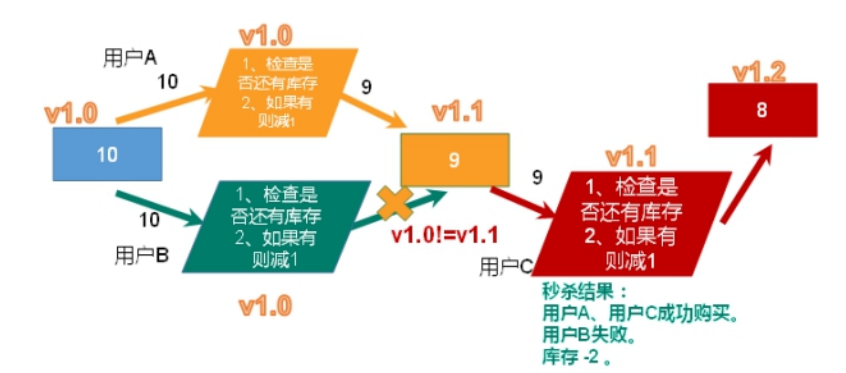 v1.0
用户A
10
1、检查是
否还有库存
2、如果有
则减1
9
v1.0
10
v1.1
9
10
用户B
1、检查是
否还有库存
2、如果有
则减1
v1.0
v1.0!=v1.1
9
用户C
v1.1
1、检查是
否还有库存
2、如果有
则减1
v1.2
8
秒杀结果：
用户A、用户C成功购买。
用户B失败。
库存 -2 。